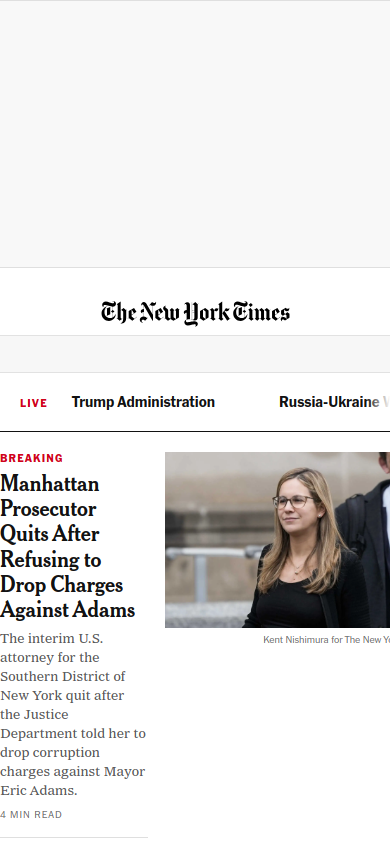 The New York Times
LIVE Trump Administration Russia-Ukraine
BREAKING
Manhattan
Prosecutor
Quits After
Refusing to
Drop Charges
Against Adams
The interim U.S.
attorney for the
Southern District of
New York quit after
the Justice
Department told her to
drop corruption
charges against Mayor
Eric Adams.
4 MIN READ
Kent Nishimura for The New